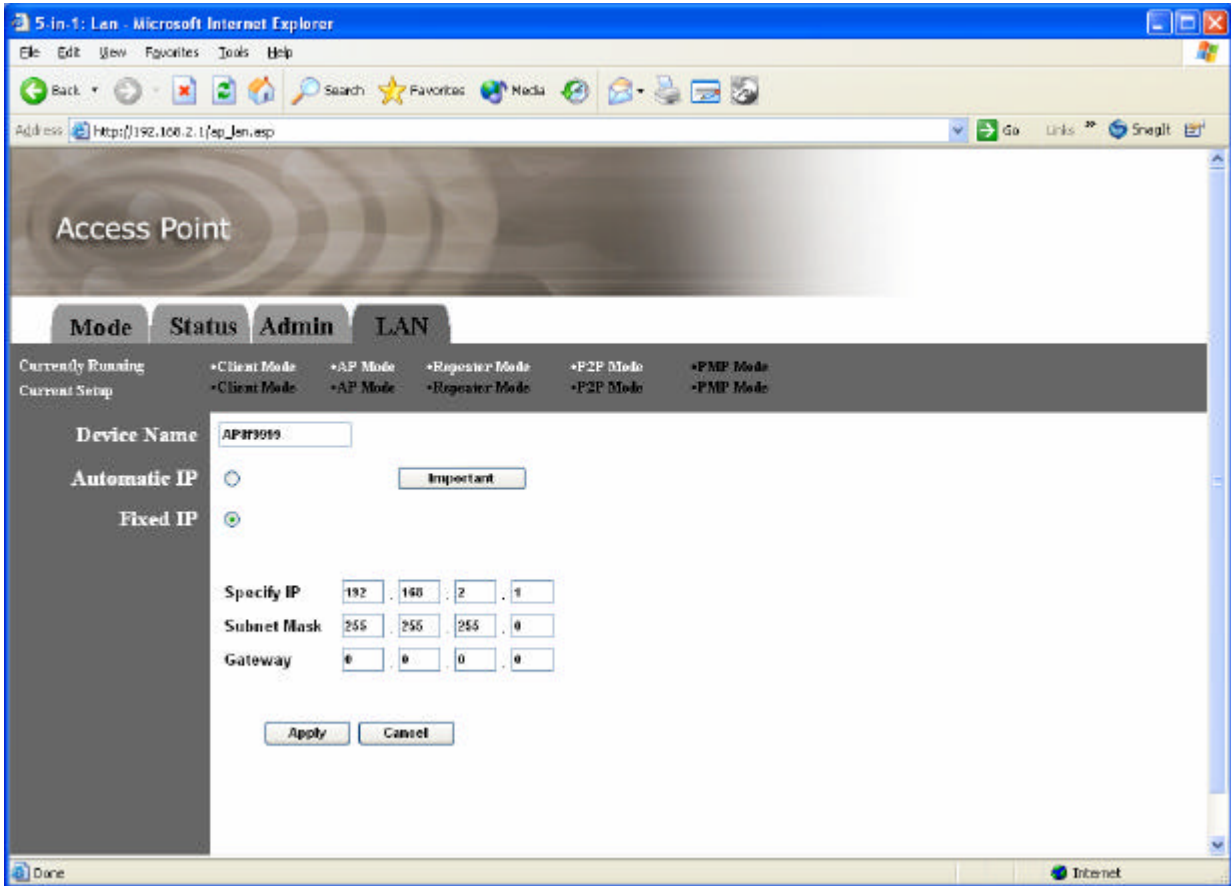 5-in-1: Lan - Microsoft Internet Explorer
File Edit View Favorites Tools Help
Back Search Favorites Media
Address http://192.168.2.1/ap_lan.asp Go Links » SnagIt
Access Point
Mode Status Admin LAN
Currently Running •Client Mode •AP Mode •Repeater Mode •P2P Mode •PMP Mode
Current Setup •Client Mode •AP Mode •Repeater Mode •P2P Mode •PMP Mode
Device Name
Automatic IP Important
Fixed IP
Specify IP 192 . 168 . 2 . 1
Subnet Mask 255 . 255 . 255 . 0
Gateway 0 . 0 . 0 . 0
Apply Cancel
Done Internet